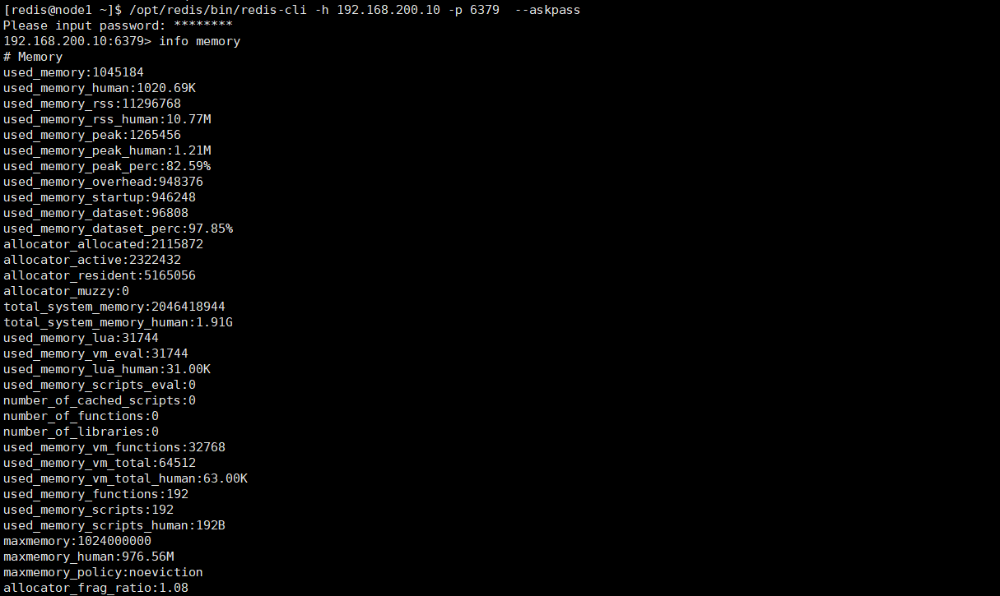 [redis@node1 ~]$ /opt/redis/bin/redis-cli -h 192.168.200.10 -p 6379  --askpass
Please input password: ********
192.168.200.10:6379> info memory
# Memory
used_memory:1045184
used_memory_human:1020.69K
used_memory_rss:11296768
used_memory_rss_human:10.77M
used_memory_peak:1265456
used_memory_peak_human:1.21M
used_memory_peak_perc:82.59%
used_memory_overhead:948376
used_memory_startup:946248
used_memory_dataset:96808
used_memory_dataset_perc:97.85%
allocator_allocated:2115872
allocator_active:2322432
allocator_resident:5165056
allocator_muzzy:0
total_system_memory:2046418944
total_system_memory_human:1.91G
used_memory_lua:31744
used_memory_vm_eval:31744
used_memory_lua_human:31.00K
used_memory_scripts_eval:0
number_of_cached_scripts:0
number_of_functions:0
number_of_libraries:0
used_memory_vm_functions:32768
used_memory_vm_total:64512
used_memory_vm_total_human:63.00K
used_memory_functions:192
used_memory_scripts:192
used_memory_scripts_human:192B
maxmemory:1024000000
maxmemory_human:976.56M
maxmemory_policy:noeviction
allocator_frag_ratio:1.08